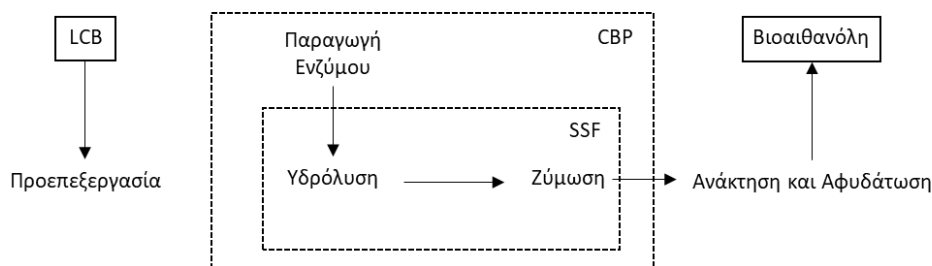 LCB
Παραγωγή
Ενζύμου
CBP
Βιοαιθανόλη
SSF
Προεπεξεργασία
Υδρόλυση
Ζύμωση
Ανάκτηση και Αφυδάτωση